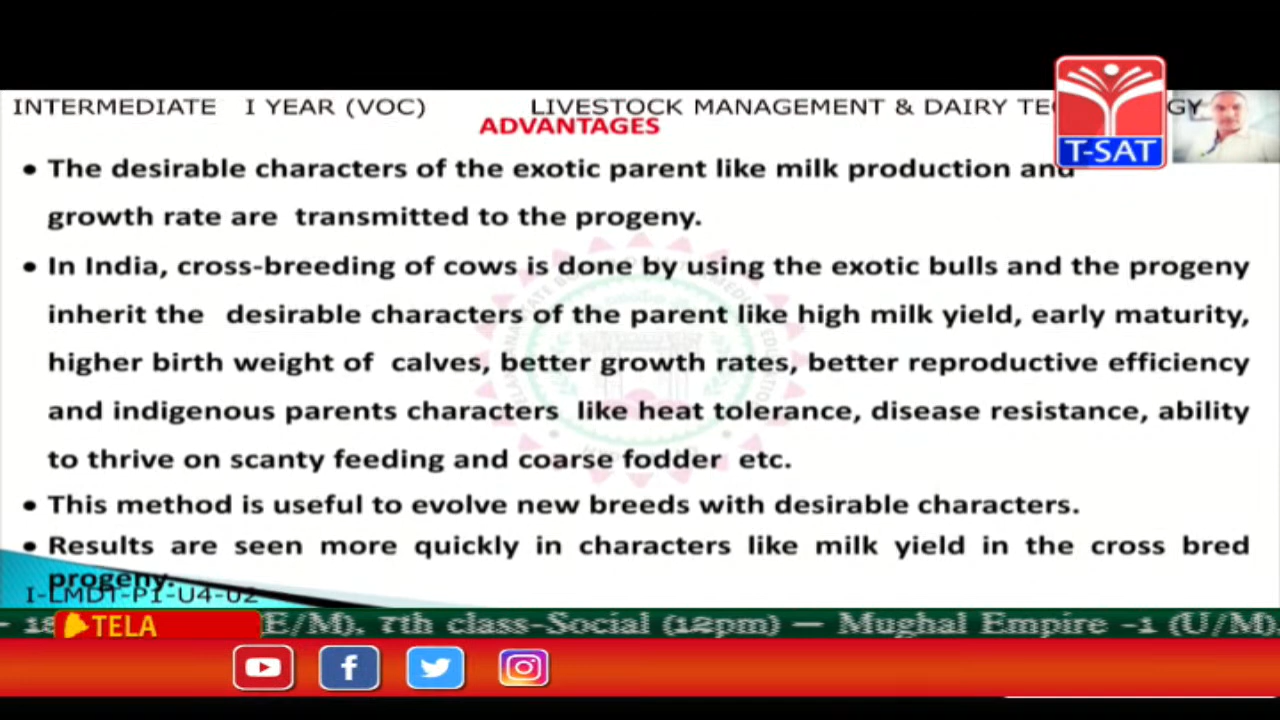 INTERMEDIATE I YEAR (VOC) LIVESTOCK MANAGEMENT & DAIRY
ADVANTAGES
T-SAT
• The desirable characters of the exotic parent like milk production and
growth rate are transmitted to the progeny.
• In India, cross-breeding of cows is done by using the exotic bulls and the progeny
inherit the desirable characters of the parent like high milk yield, early maturity,
higher birth weight of calves, better growth rates, better reproductive efficiency
and indigenous parents characters like heat tolerance, disease resistance, ability
to thrive on scanty feeding and coarse fodder etc.
• This method is useful to evolve new breeds with desirable characters.
• Results are seen more quickly in characters like milk yield in the cross bred
progeny.
I-LMDT-P1-U4-02
TELA E/M), 7th class-Social (12pm) — Mughal Empire -1 (U/M),